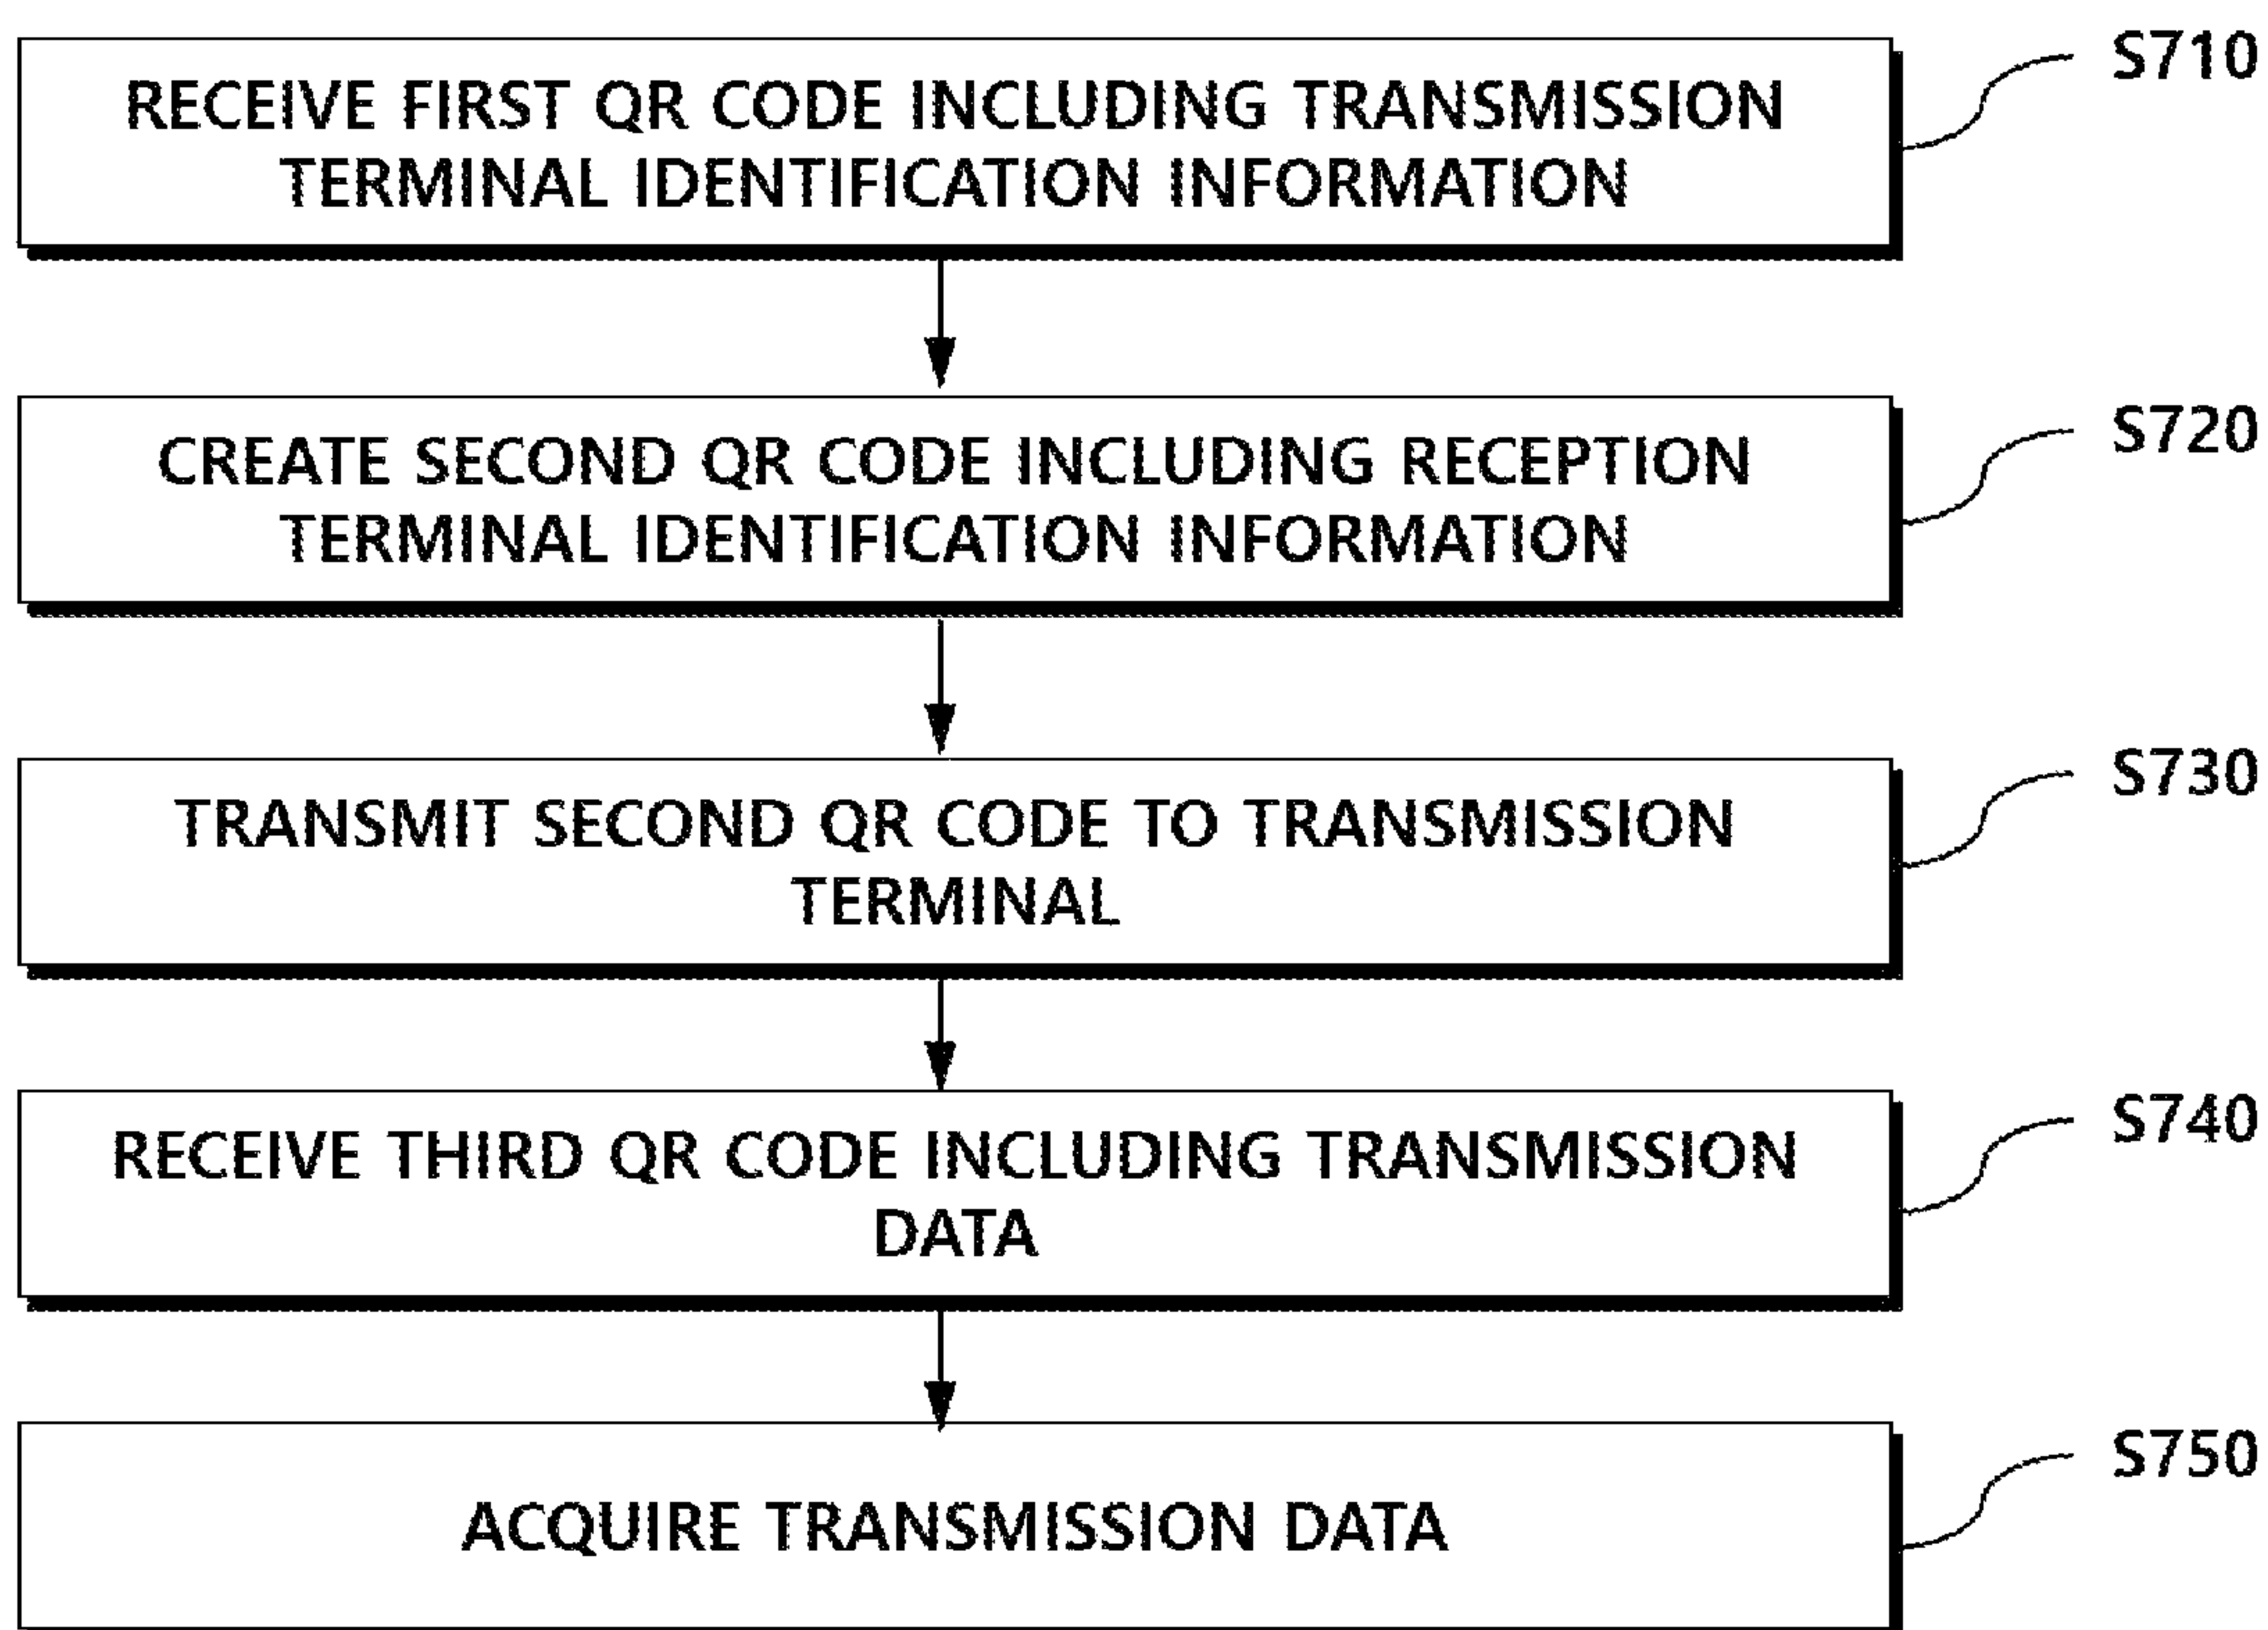 S710
RECEIVE FIRST QR CODE INCLUDING TRANSMISSION
TERMINAL IDENTIFICATION INFORMATION
S720
CREATE SECOND QR CODE INCLUDING RECEPTION
TERMINAL IDENTIFICATION INFORMATION
S730
TRANSMIT SECOND QR CODE TO TRANSMISSION
TERMINAL
S740
RECEIVE THIRD QR CODE INCLUDING TRANSMISSION
DATA
S750
ACQUIRE TRANSMISSION DATA